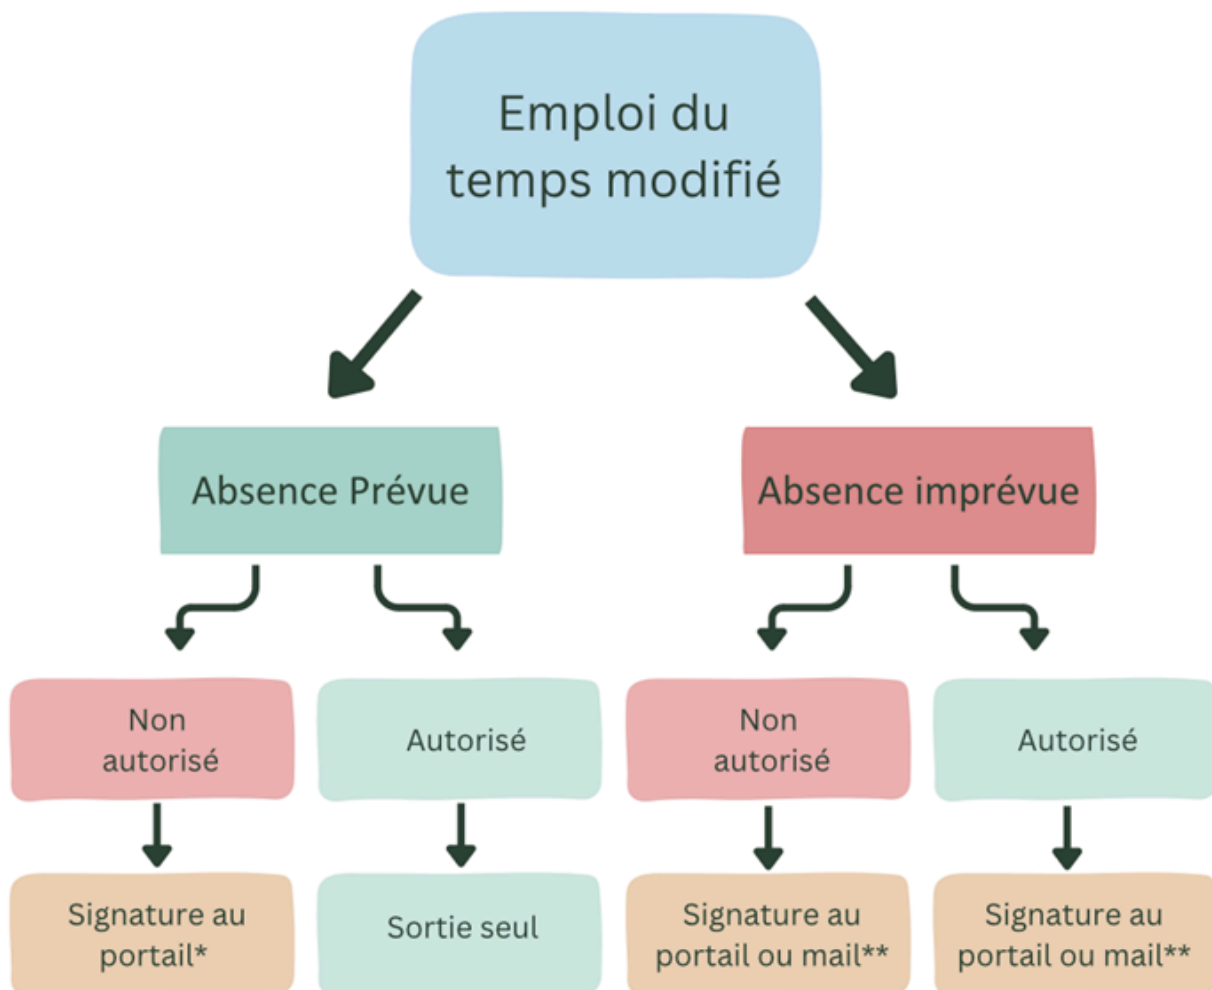 Emploi du
temps modifié
Absence Prévue
Absence imprévue
Non
autorisé
Autorisé
Non
autorisé
Autorisé
Signature au
portail*
Sortie seul
Signature au
portail ou mail**
Signature au
portail ou mail**